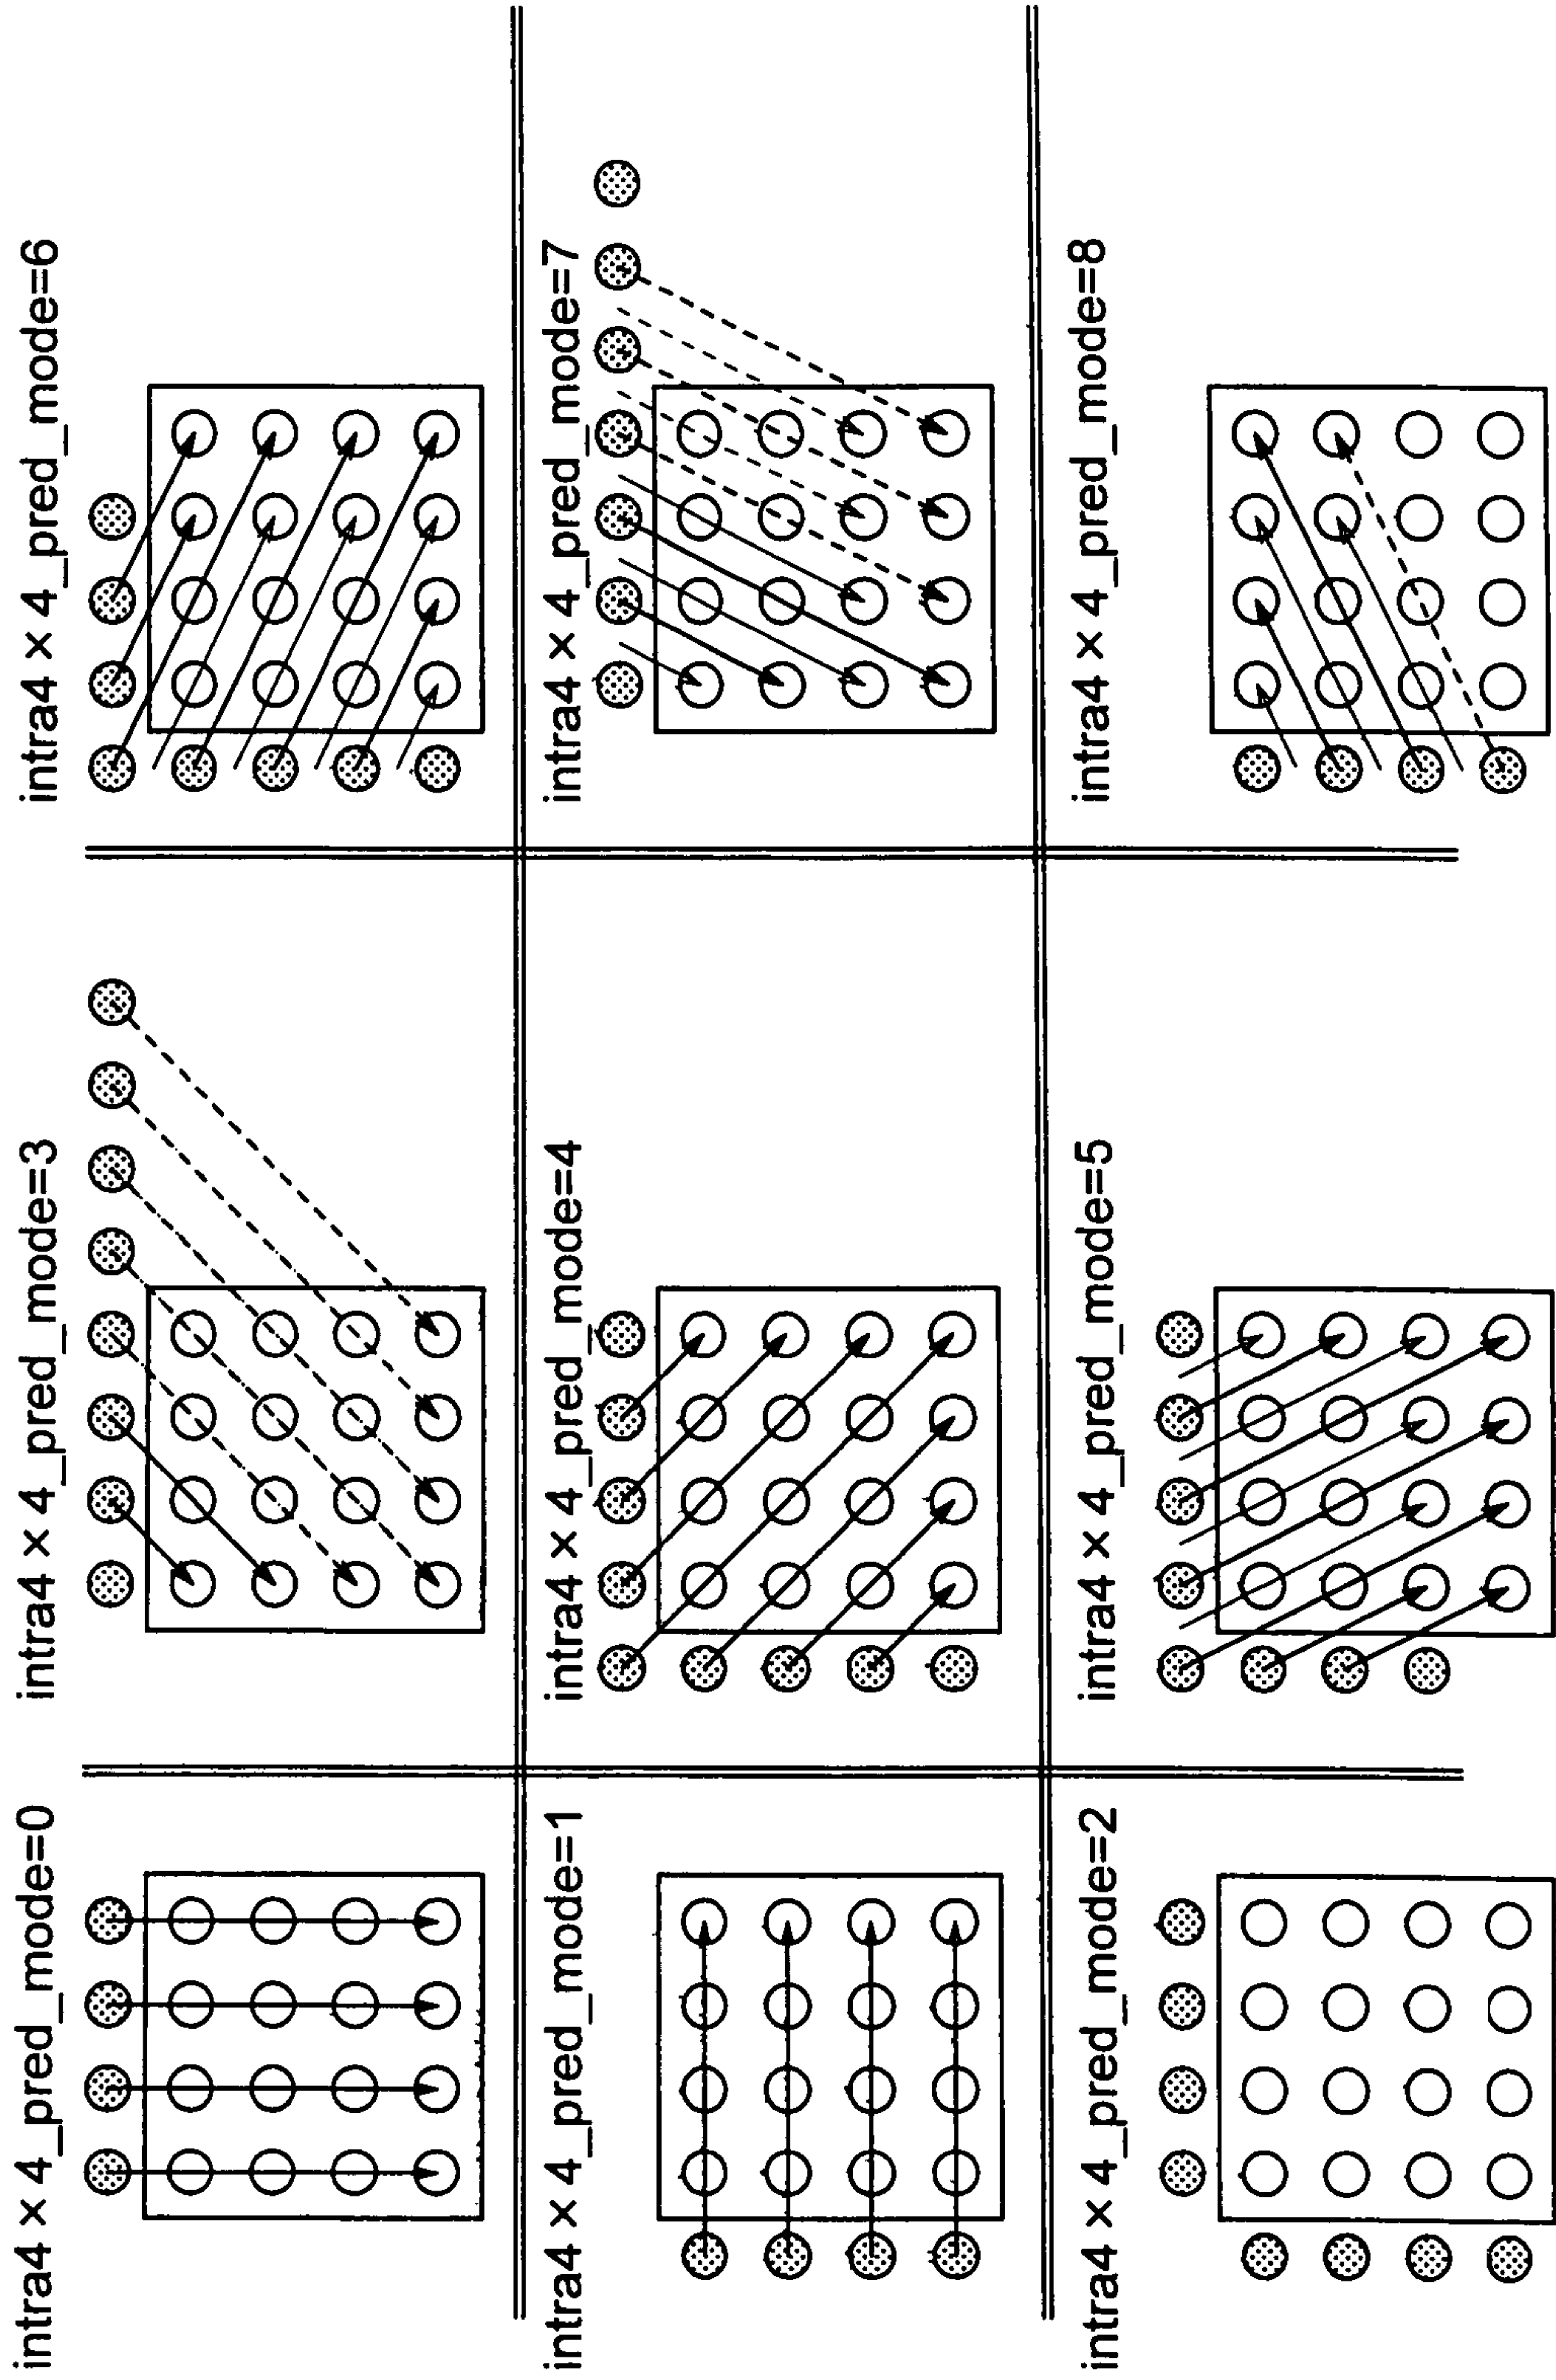 intra4×4_pred_mode=0
intra4×4_pred_mode=3
intra4×4_pred_mode=6
intra4×4_pred_mode=1
intra4×4_pred_mode=4
intra4×4_pred_mode=7
intra4×4_pred_mode=2
intra4×4_pred_mode=5
intra4×4_pred_mode=8